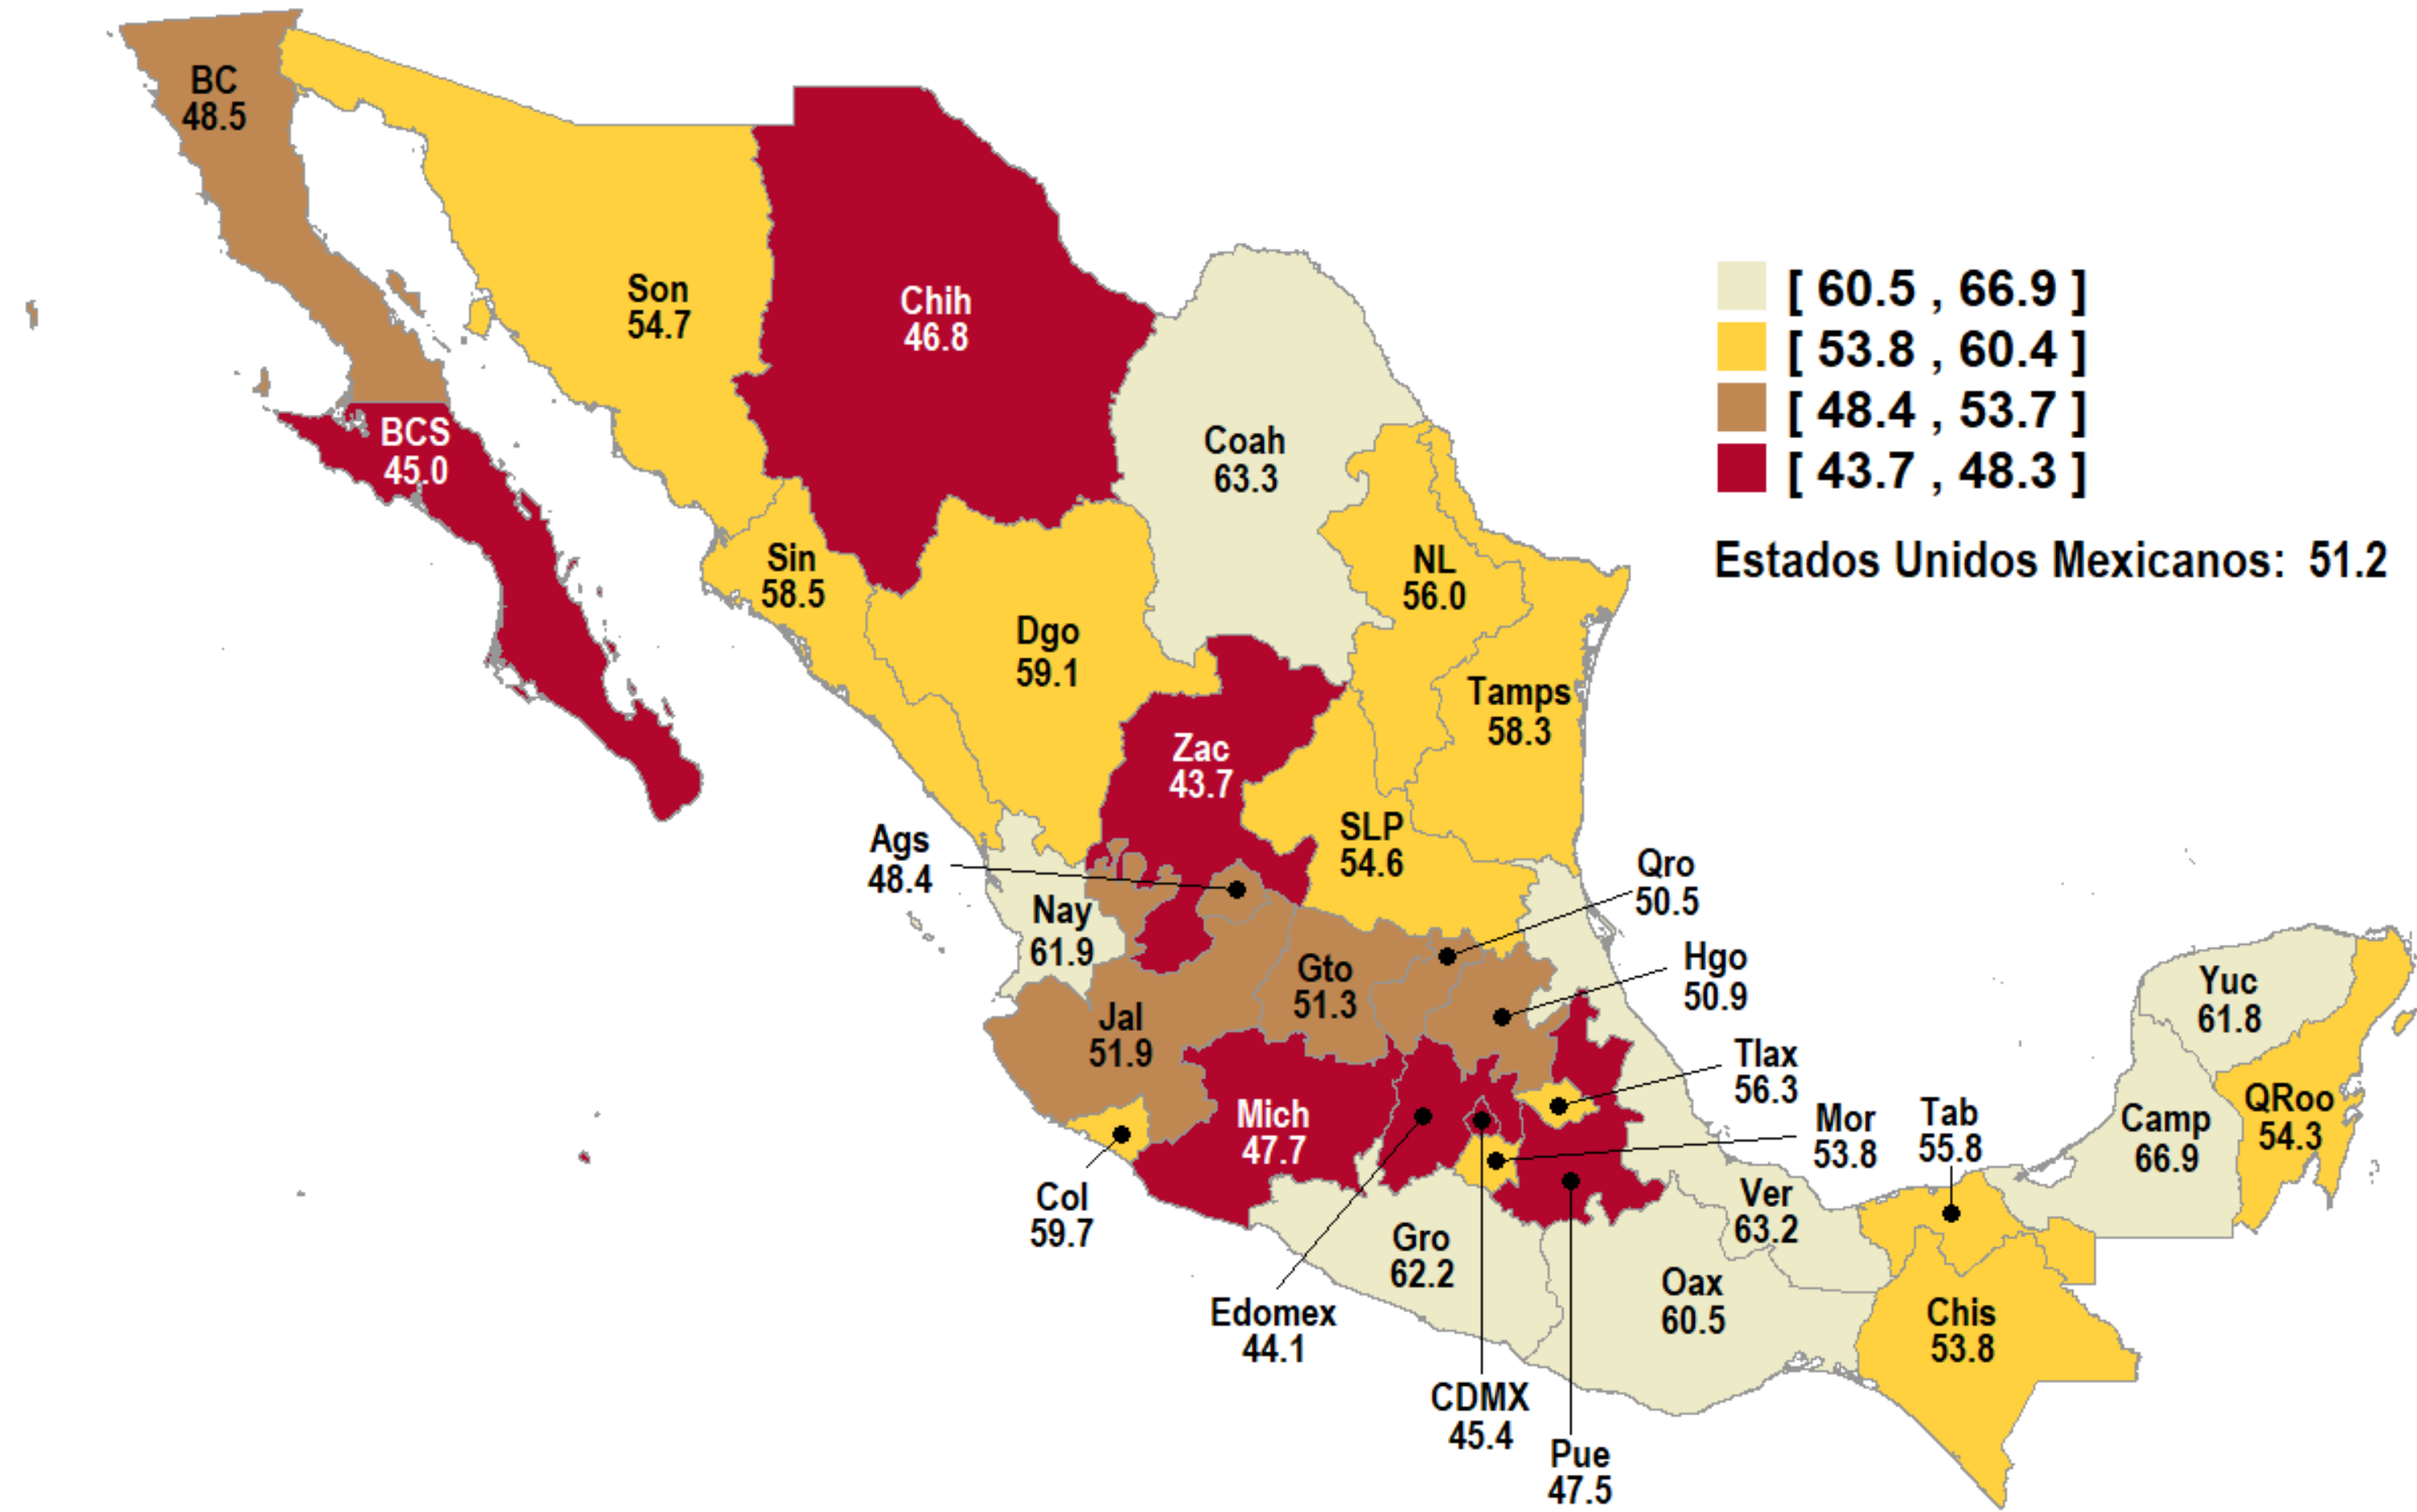 BC
48.5
Son
54.7
Chih
46.8
[ 60.5 , 66.9 ]
[ 53.8 , 60.4 ]
[ 48.4 , 53.7 ]
[ 43.7 , 48.3 ]
Estados Unidos Mexicanos: 51.2
BCS
45.0
Coah
63.3
Sin
58.5
NL
56.0
Dgo
59.1
Tamps
58.3
Zac
43.7
SLP
54.6
Ags
48.4
Qro
50.5
Nay
61.9
Gto
51.3
Hgo
50.9
Jal
51.9
Yuc
61.8
Tlax
56.3
Mich
47.7
Mor
53.8
Tab
55.8
Camp
66.9
QRoo
54.3
Col
59.7
Ver
63.2
Gro
62.2
Oax
60.5
Edomex
44.1
Chis
53.8
CDMX
45.4
Pue
47.5